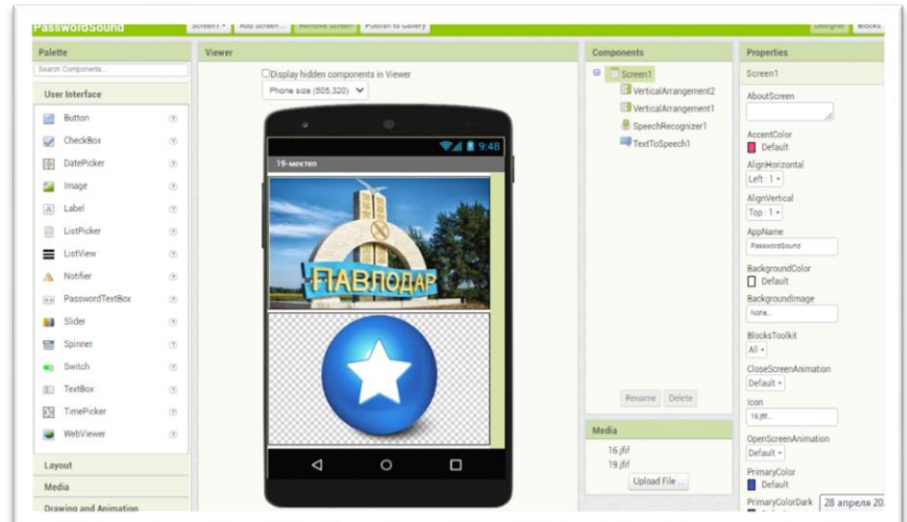 PasswordSound
Screen1 Add Screen ... Remove Screen Publish to Gallery
Designer Blocks
Palette
Search Components...
User Interface
Button
CheckBox
DatePicker
Image
Label
ListPicker
ListView
Notifier
PasswordTextBox
Slider
Spinner
Switch
TextBox
TimePicker
WebViewer
Layout
Media
Drawing and Animation
Viewer
Display hidden components in Viewer
Phone size (505,320)
9:48
19-мектеп
ПАВЛОДАР
Components
Screen1
VerticalArrangement2
VerticalArrangement1
SpeechRecognizer1
TextToSpeech1
Rename Delete
Media
16.jfif
19.jfif
Upload File ...
Properties
Screen1
AboutScreen
AccentColor
Default
AlignHorizontal
Left : 1
AlignVertical
Top : 1
AppName
PasswordSound
BackgroundColor
Default
BackgroundImage
None...
BlocksToolkit
All
CloseScreenAnimation
Default
Icon
19.jfif...
OpenScreenAnimation
Default
PrimaryColor
Default
PrimaryColorDark
28 апреля 20